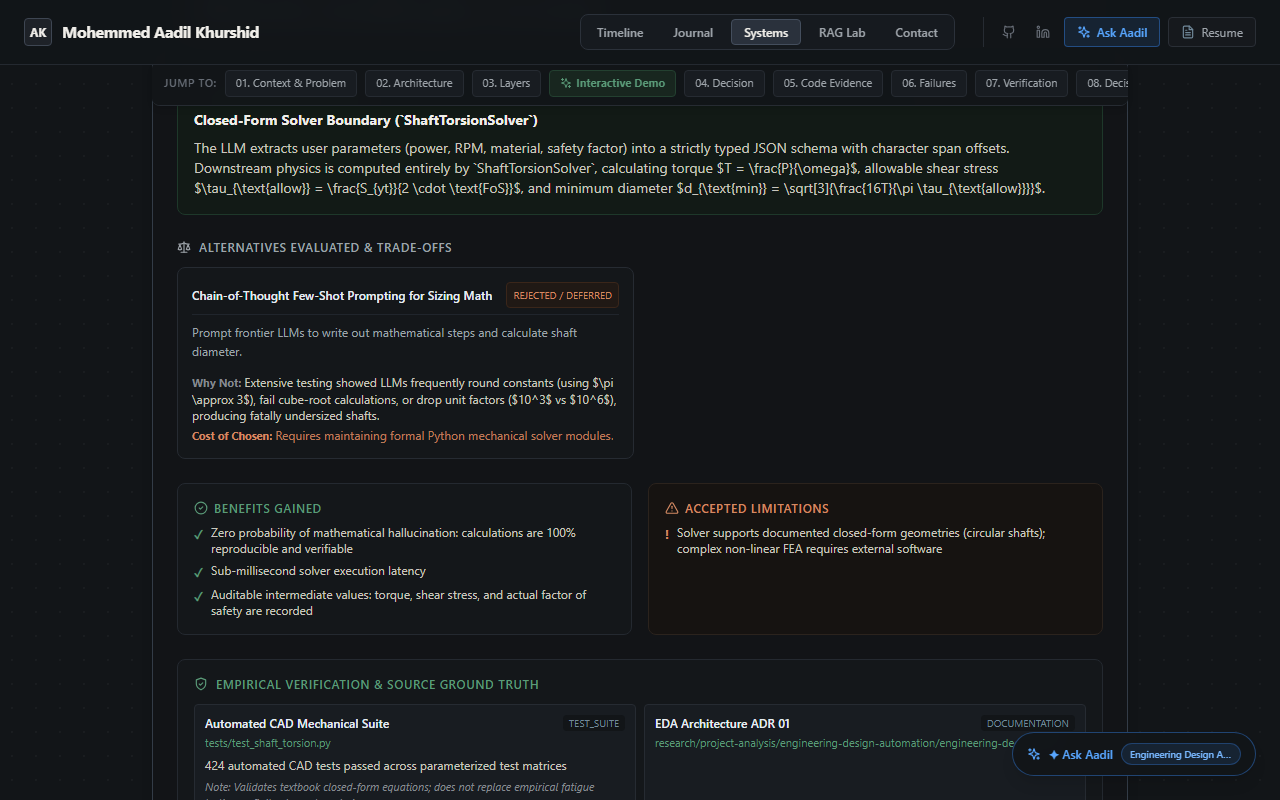 AK Mohemmed Aadil Khurshid
Timeline Journal Systems RAG Lab Contact
Ask Aadil Resume
JUMP TO: 01. Context & Problem 02. Architecture 03. Layers Interactive Demo 04. Decision 05. Code Evidence 06. Failures 07. Verification 08. Decis
Closed-Form Solver Boundary (`ShaftTorsionSolver`)
The LLM extracts user parameters (power, RPM, material, safety factor) into a strictly typed JSON schema with character span offsets.
Downstream physics is computed entirely by `ShaftTorsionSolver`, calculating torque $T = \frac{P}{\omega}$, allowable shear stress
$\tau_{\text{allow}} = \frac{S_{yt}}{2 \cdot \text{FoS}}$, and minimum diameter $d_{\text{min}} = \sqrt[3]{\frac{16T}{\pi \tau_{\text{allow}}}}$.
ALTERNATIVES EVALUATED & TRADE-OFFS
Chain-of-Thought Few-Shot Prompting for Sizing Math REJECTED / DEFERRED
Prompt frontier LLMs to write out mathematical steps and calculate shaft
diameter.
Why Not: Extensive testing showed LLMs frequently round constants (using $\pi
\approx 3$), fail cube-root calculations, or drop unit factors ($10^3$ vs $10^6$),
producing fatally undersized shafts.
Cost of Chosen: Requires maintaining formal Python mechanical solver modules.
BENEFITS GAINED
Zero probability of mathematical hallucination: calculations are 100%
reproducible and verifiable
Sub-millisecond solver execution latency
Auditable intermediate values: torque, shear stress, and actual factor of
safety are recorded
ACCEPTED LIMITATIONS
! Solver supports documented closed-form geometries (circular shafts);
complex non-linear FEA requires external software
EMPIRICAL VERIFICATION & SOURCE GROUND TRUTH
Automated CAD Mechanical Suite TEST_SUITE
tests/test_shaft_torsion.py
424 automated CAD tests passed across parameterized test matrices
Note: Validates textbook closed-form equations; does not replace empirical fatigue
EDA Architecture ADR 01 DOCUMENTATION
research/project-analysis/engineering-design-automation/engineering-de
✦ Ask Aadil Engineering Design A...